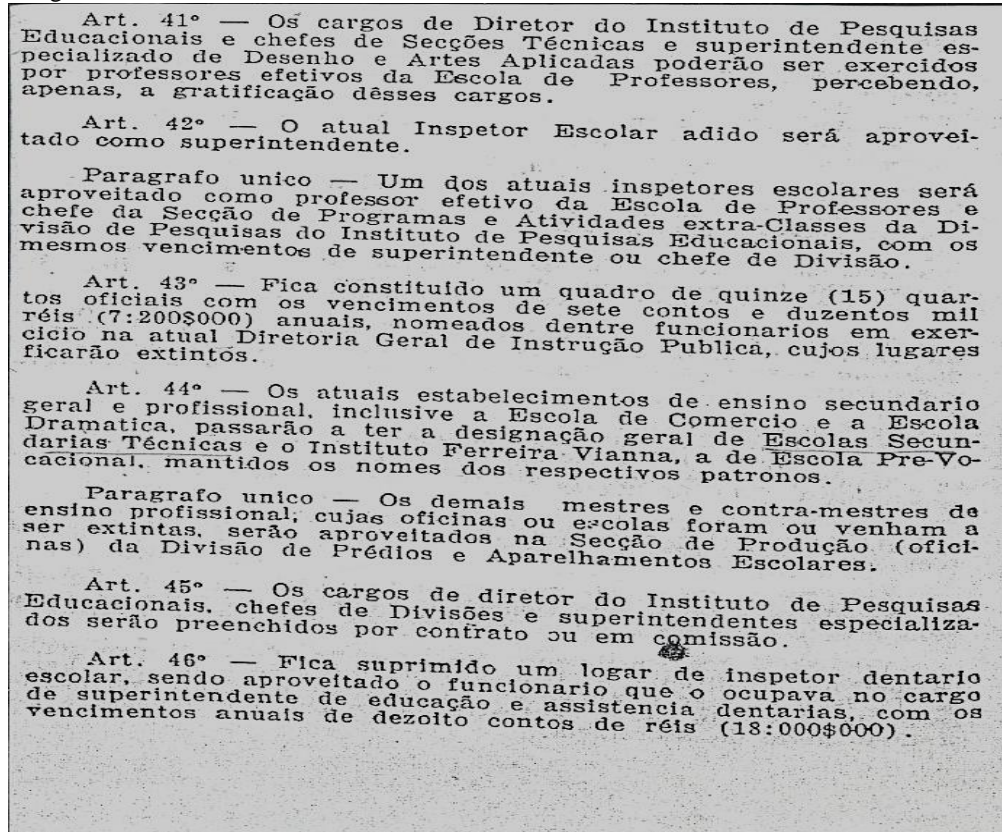 Art. 41º — Os cargos de Diretor do Instituto de Pesquisas
Educacionais e chefes de Secções Técnicas e superintendente es-
pecializado de Desenho e Artes Aplicadas poderão ser exercidos
por professores efetivos da Escola de Professores, percebendo,
apenas, a gratificação dêsses cargos.
Art. 42º — O atual Inspetor Escolar adido será aprovei-
tado como superintendente.
Paragrafo unico — Um dos atuais inspetores escolares será
aproveitado como professor efetivo da Escola de Professores e
chefe da Secção de Programas e Atividades extra-Classes da Di-
visão de Pesquisas do Instituto de Pesquisas Educacionais, com os
mesmos vencimentos de superintendente ou chefe de Divisão.
Art. 43º — Fica constituido um quadro de quinze (15) quar-
tos oficiais com os vencimentos de sete contos e duzentos mil
réis (7:200$000) anuais, nomeados dentre funcionarios em exer-
cicio na atual Diretoria Geral de Instrução Publica, cujos lugares
ficarão extintos.
Art. 44º — Os atuais estabelecimentos de ensino secundario
geral e profissional, inclusive a Escola de Comercio e a Escola
Dramatica, passarão a ter a designação geral de Escolas Secun-
darias Técnicas e o Instituto Ferreira Vianna, a de Escola Pre-Vo-
cacional, mantidos os nomes dos respectivos patronos.
Paragrafo unico — Os demais mestres e contra-mestres de
ensino profissional, cujas oficinas ou escolas foram ou venham a
ser extintas, serão aproveitados na Secção de Produção (ofici-
nas) da Divisão de Prédios e Aparelhamentos Escolares.
Art. 45º — Os cargos de diretor do Instituto de Pesquisas
Educacionais, chefes de Divisões e superintendentes especializa-
dos serão preenchidos por contrato ou em comissão.
Art. 46º — Fica suprimido um logar de inspetor dentario
escolar, sendo aproveitado o funcionario que o ocupava no cargo
de superintendente de educação e assistencia dentarias, com os
vencimentos anuais de dezoito contos de réis (18:000$000).